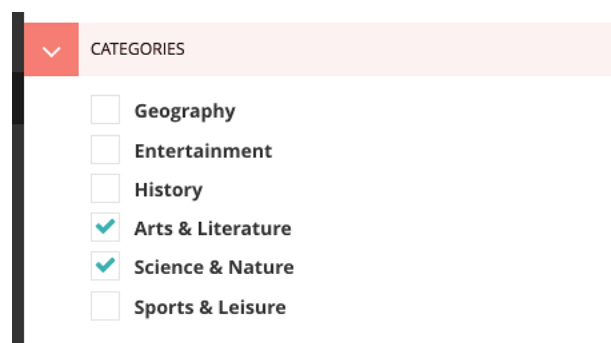 CATEGORIES
Geography
Entertainment
History
Arts & Literature
Science & Nature
Sports & Leisure